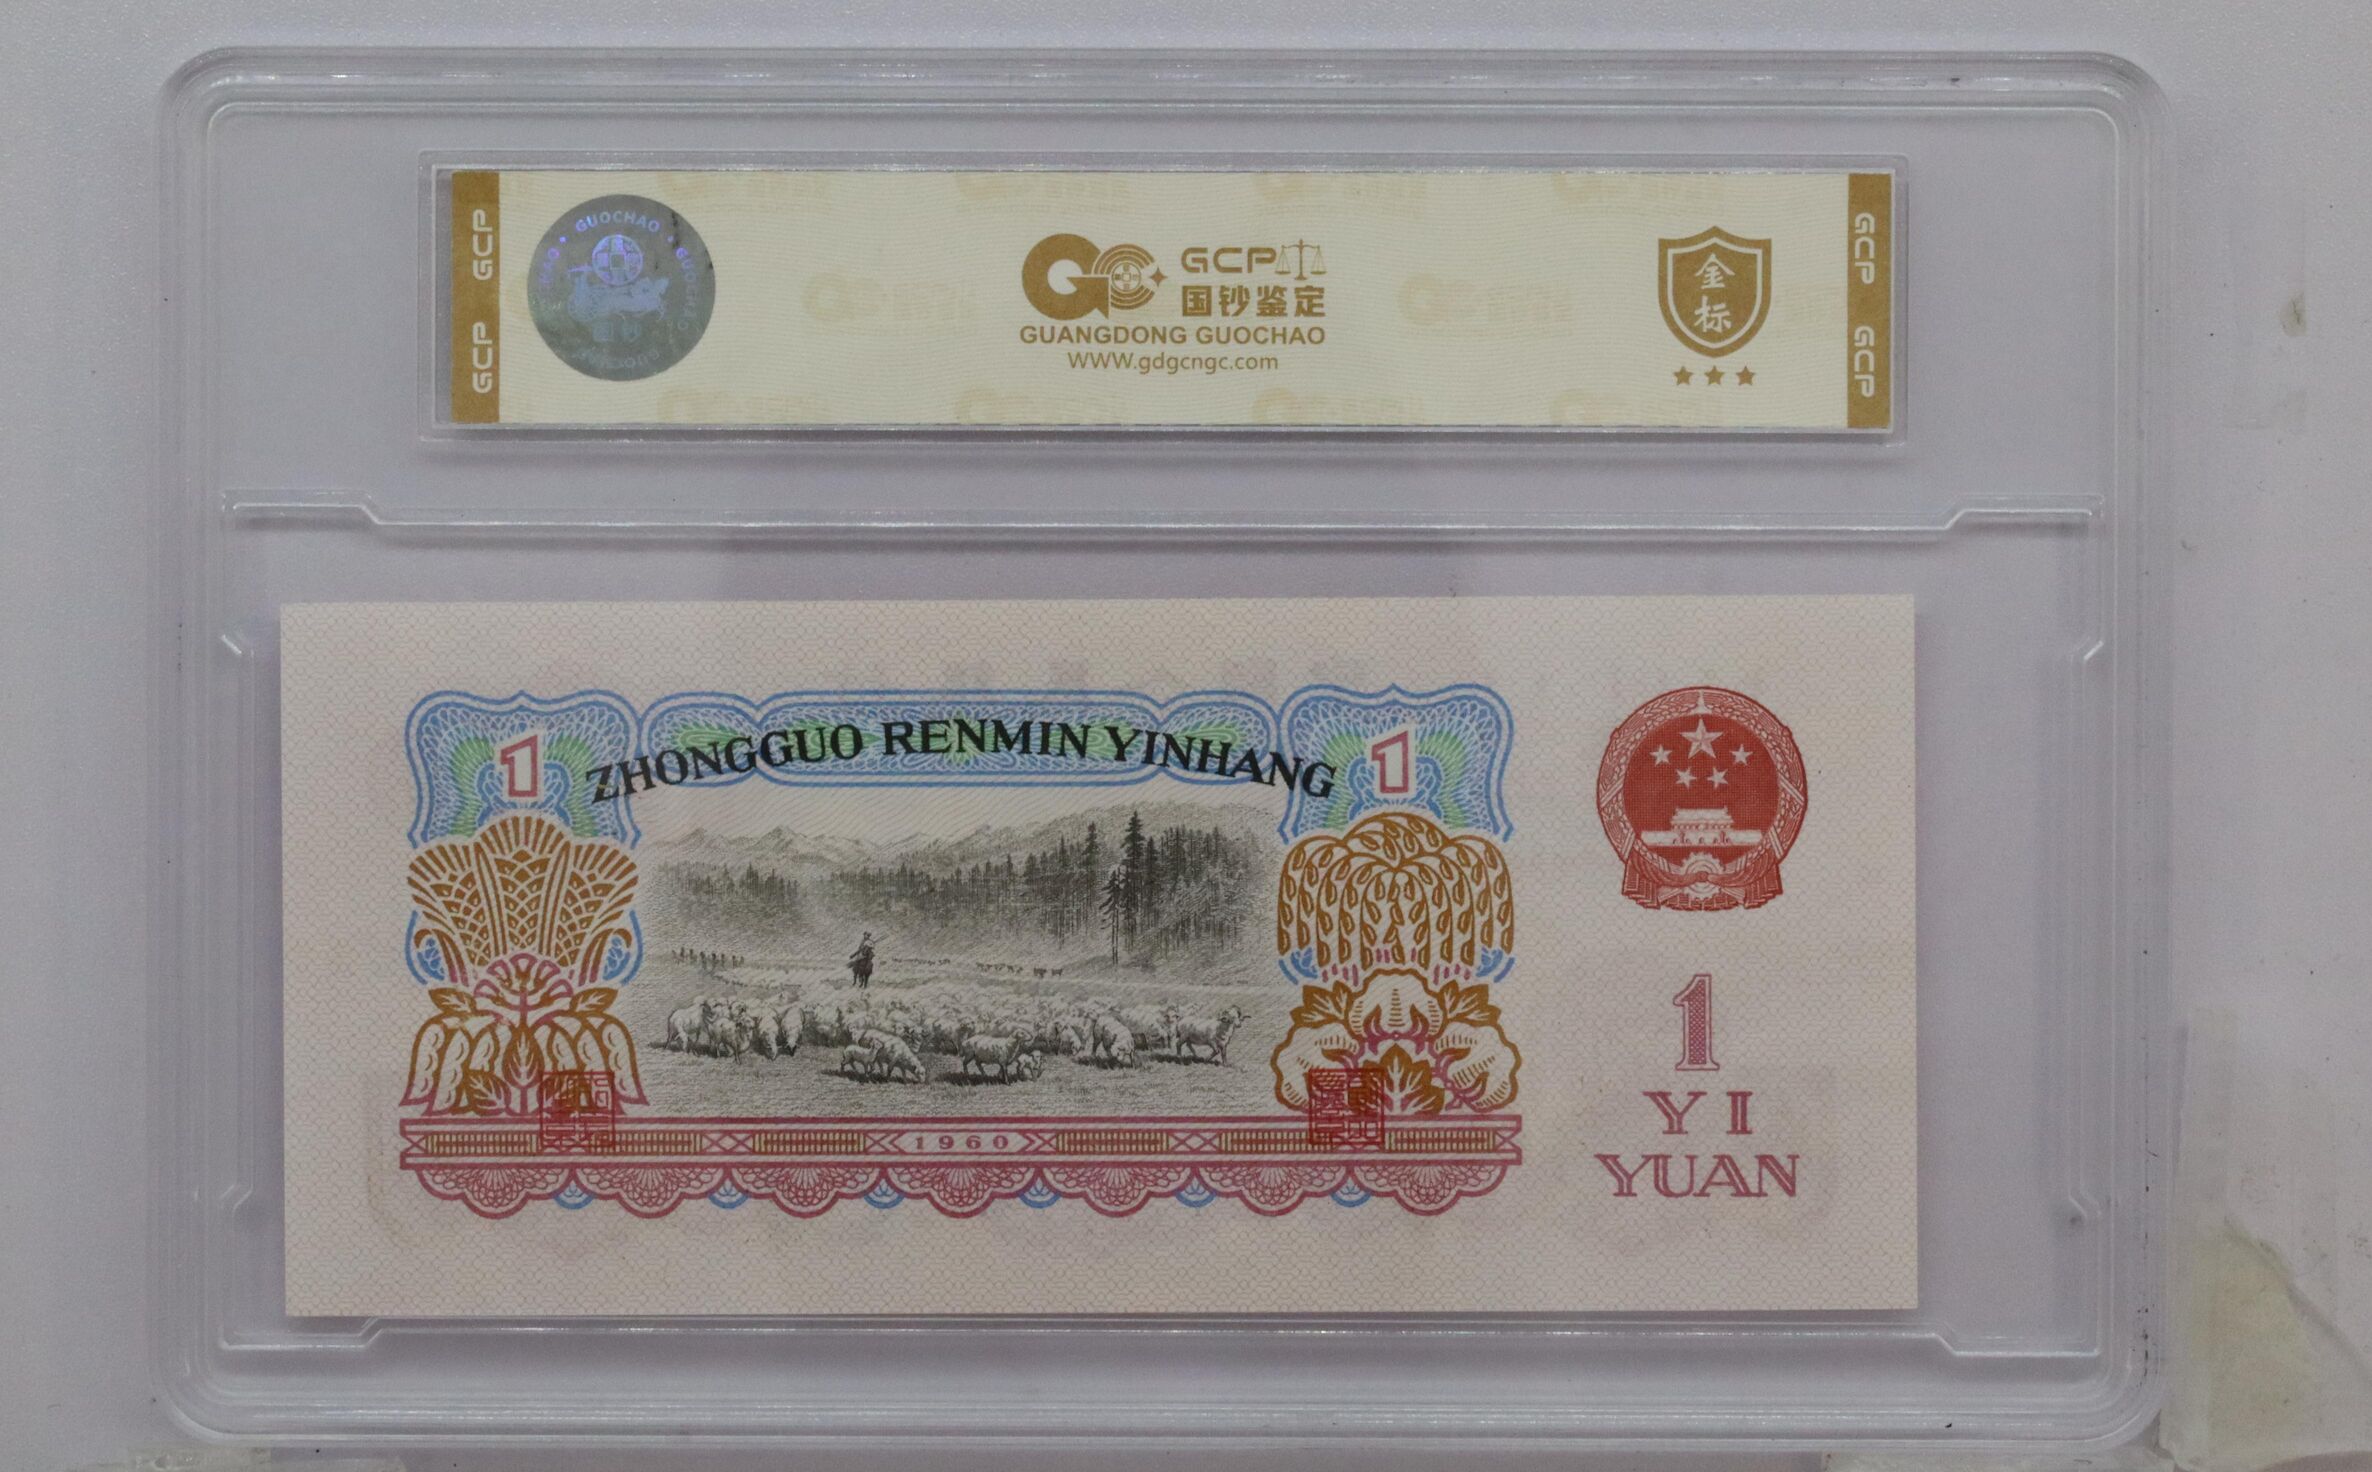 GCP GCP
GUOCHAO
GCP
国钞鉴定
GUANGDONG GUOCHAO
WWW.gdgcngc.com
金标
GCP GCP
ZHONGGUO RENMIN YINHANG
1
1
1960
1
YI
YUAN